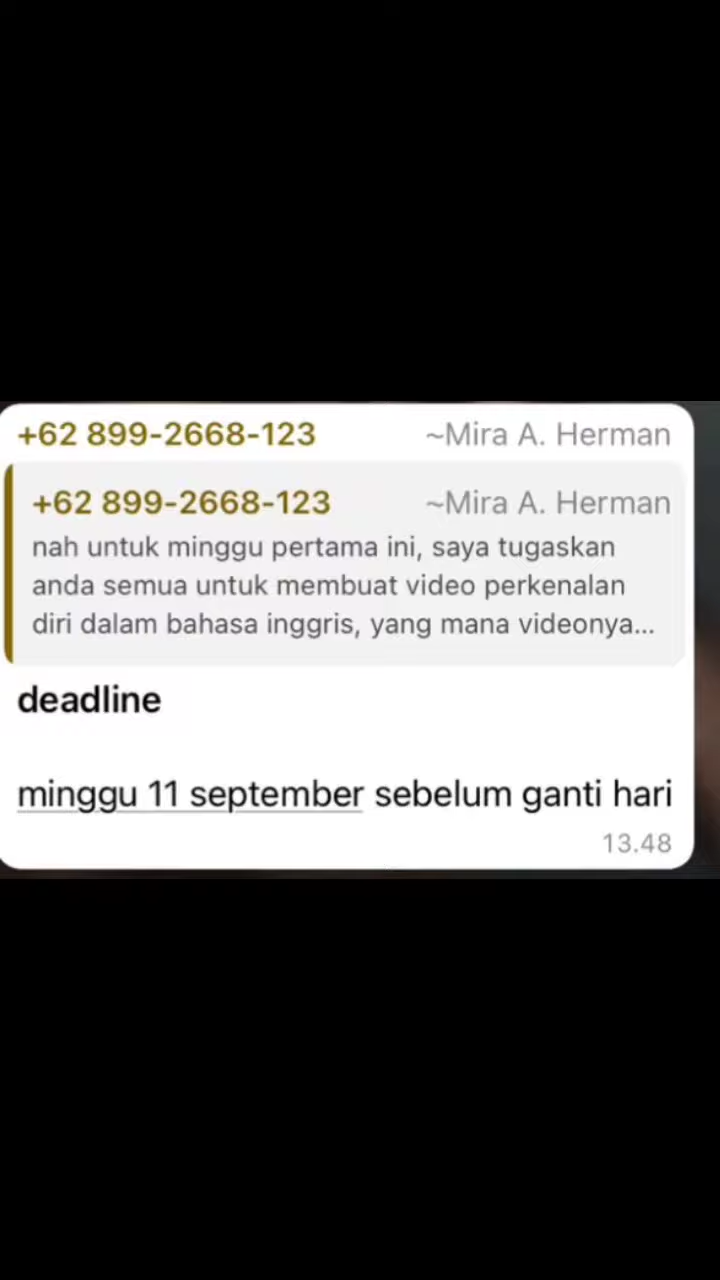 +62 899-2668-123 ~Mira A. Herman
+62 899-2668-123 ~Mira A. Herman
nah untuk minggu pertama ini, saya tugaskan
anda semua untuk membuat video perkenalan
diri dalam bahasa inggris, yang mana videonya...
deadline
minggu 11 september sebelum ganti hari
13.48